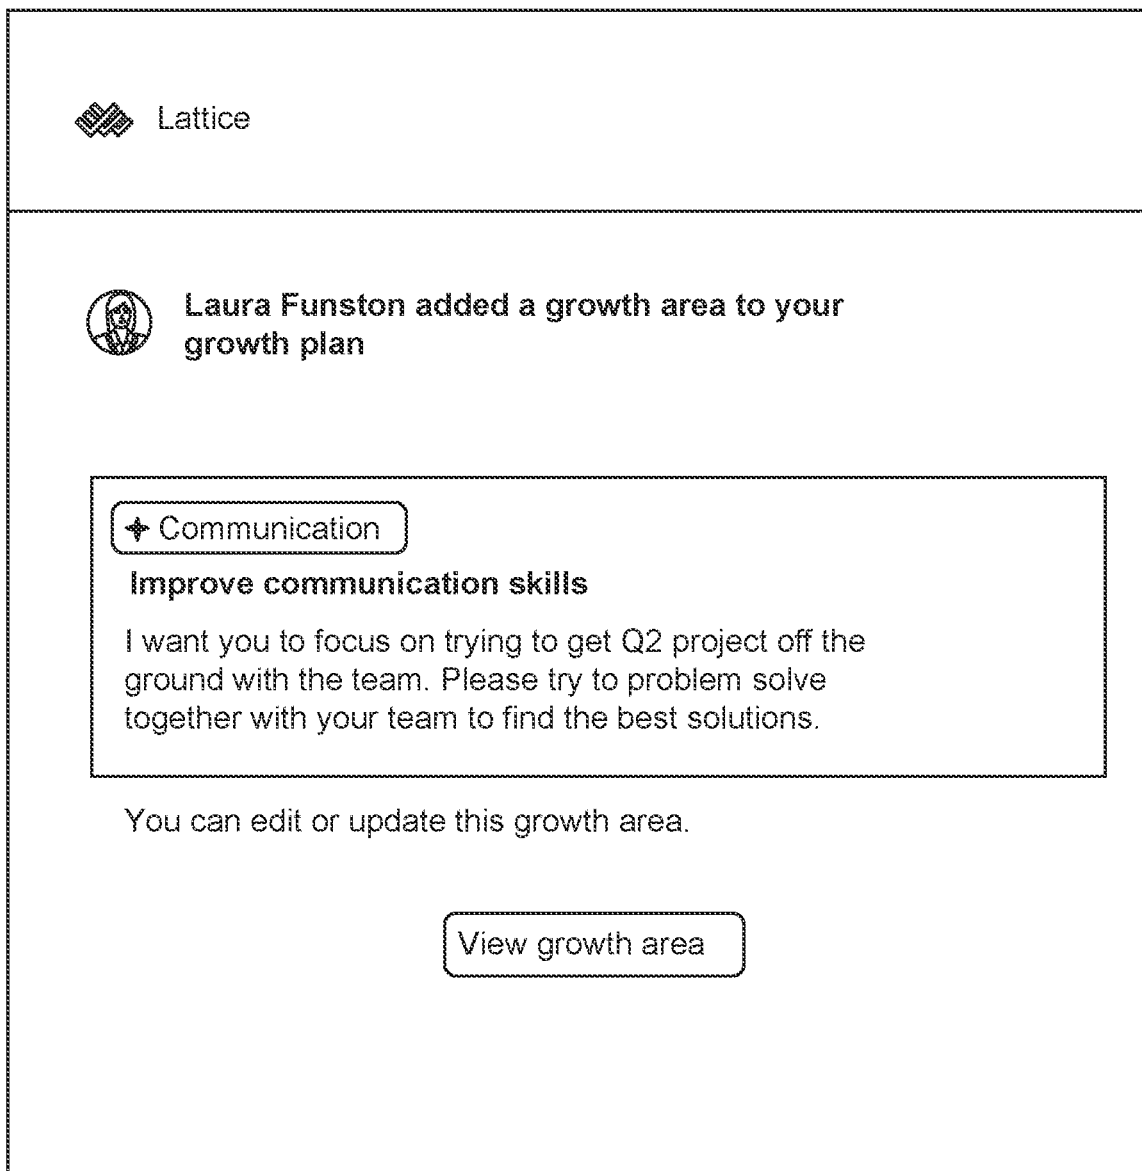 Lattice
Laura Funston added a growth area to your
growth plan
Communication
Improve communication skills
I want you to focus on trying to get Q2 project off the
ground with the team. Please try to problem solve
together with your team to find the best solutions.
You can edit or update this growth area.
View growth area